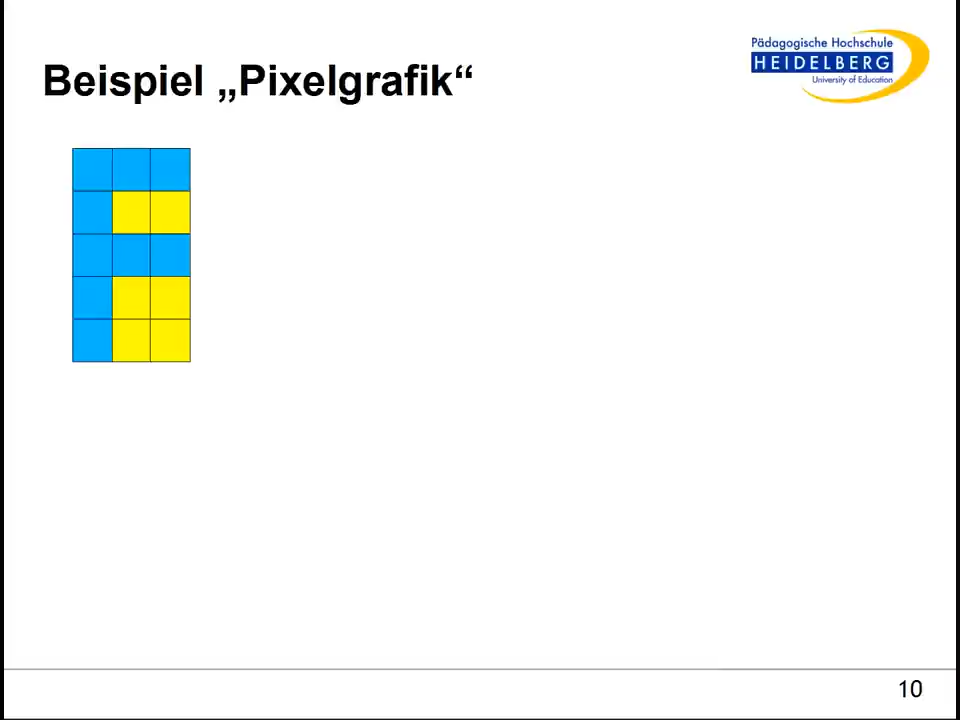 Pädagogische Hochschule
HEIDELBERG
University of Education
Beispiel „Pixelgrafik“
10